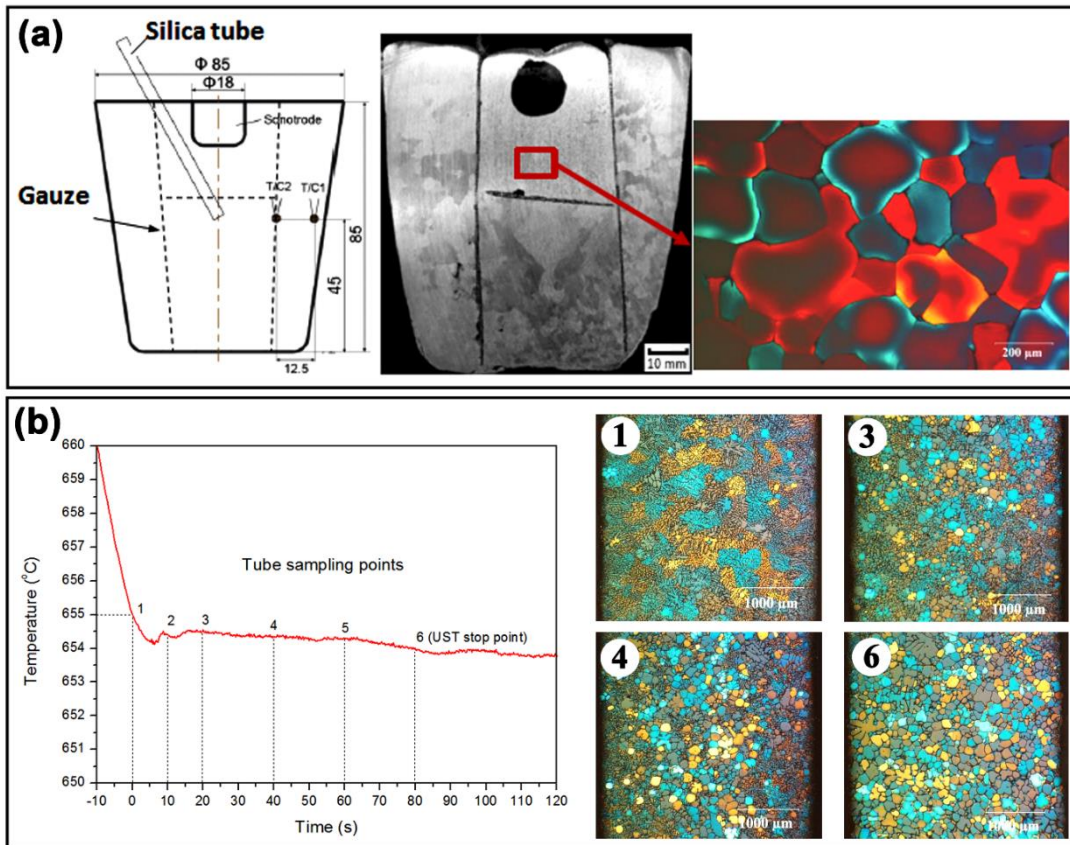 (a)
Silica tube
Φ 85
Φ18
Sonotrode
Gauze
T/C2
T/C1
85
45
12.5
10 mm
200 μm
(b)
660
659
658
657
656
655
654
653
652
651
650
Temperature (°C)
Tube sampling points
1
2
3
4
5
6 (UST stop point)
-10
0
10
20
30
40
50
60
70
80
90
100
110
120
Time (s)
1
1000 μm
3
1000 μm
4
1000 μm
6
1000 μm